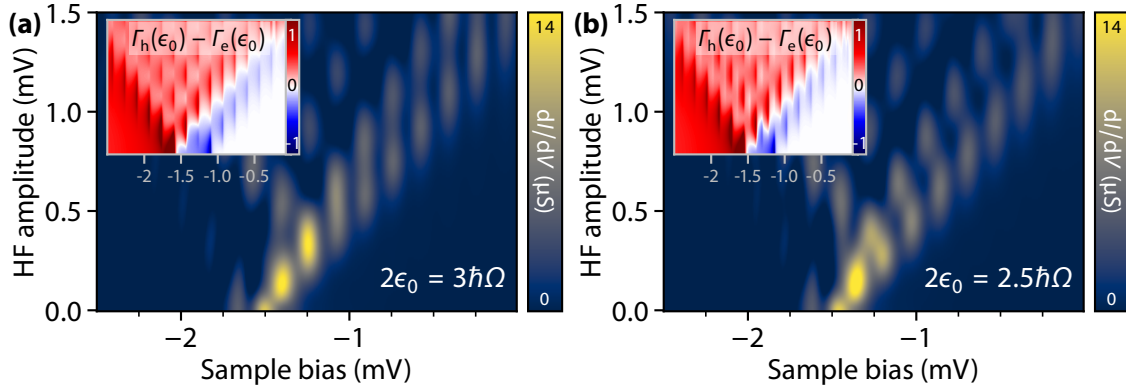 (a)
HF amplitude (mV)
1.5
1.0
0.5
0.0
Γh(ϵ0) − Γe(ϵ0)
1
0
-1
-2 -1.5 -1.0 -0.5
2ϵ0 = 3ℏΩ
−2 −1
Sample bias (mV)
14
dI/dV (µS)
0
(b)
HF amplitude (mV)
1.5
1.0
0.5
0.0
Γh(ϵ0) − Γe(ϵ0)
1
0
-1
-2 -1.5 -1.0 -0.5
2ϵ0 = 2.5ℏΩ
−2 −1
Sample bias (mV)
14
dI/dV (µS)
0